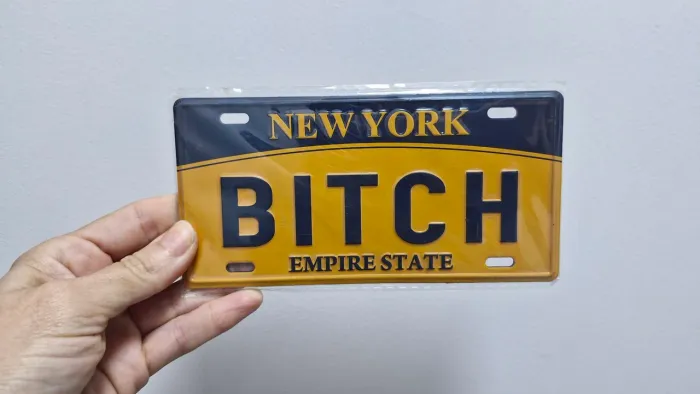 NEW YORK
BITCH
EMPIRE STATE